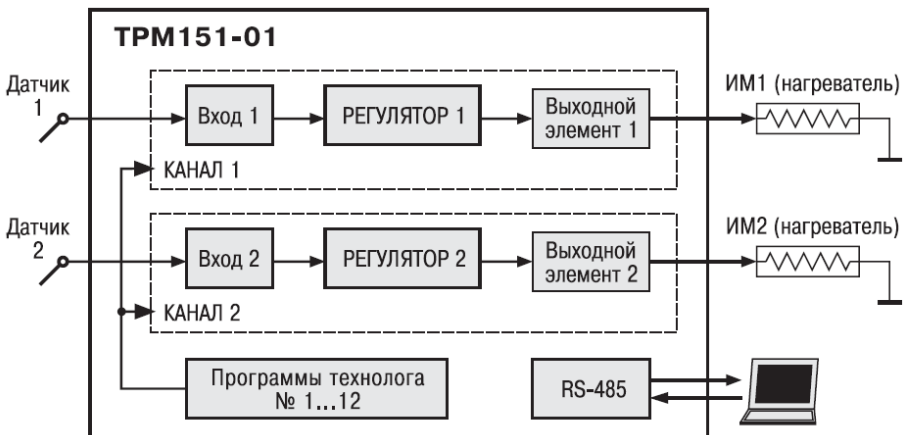 ТРМ151-01
Датчик
1
Вход 1
РЕГУЛЯТОР 1
Выходной
элемент 1
ИМ1 (нагреватель)
КАНАЛ 1
Датчик
2
Вход 2
РЕГУЛЯТОР 2
Выходной
элемент 2
ИМ2 (нагреватель)
КАНАЛ 2
Программы технолога
№ 1...12
RS-485